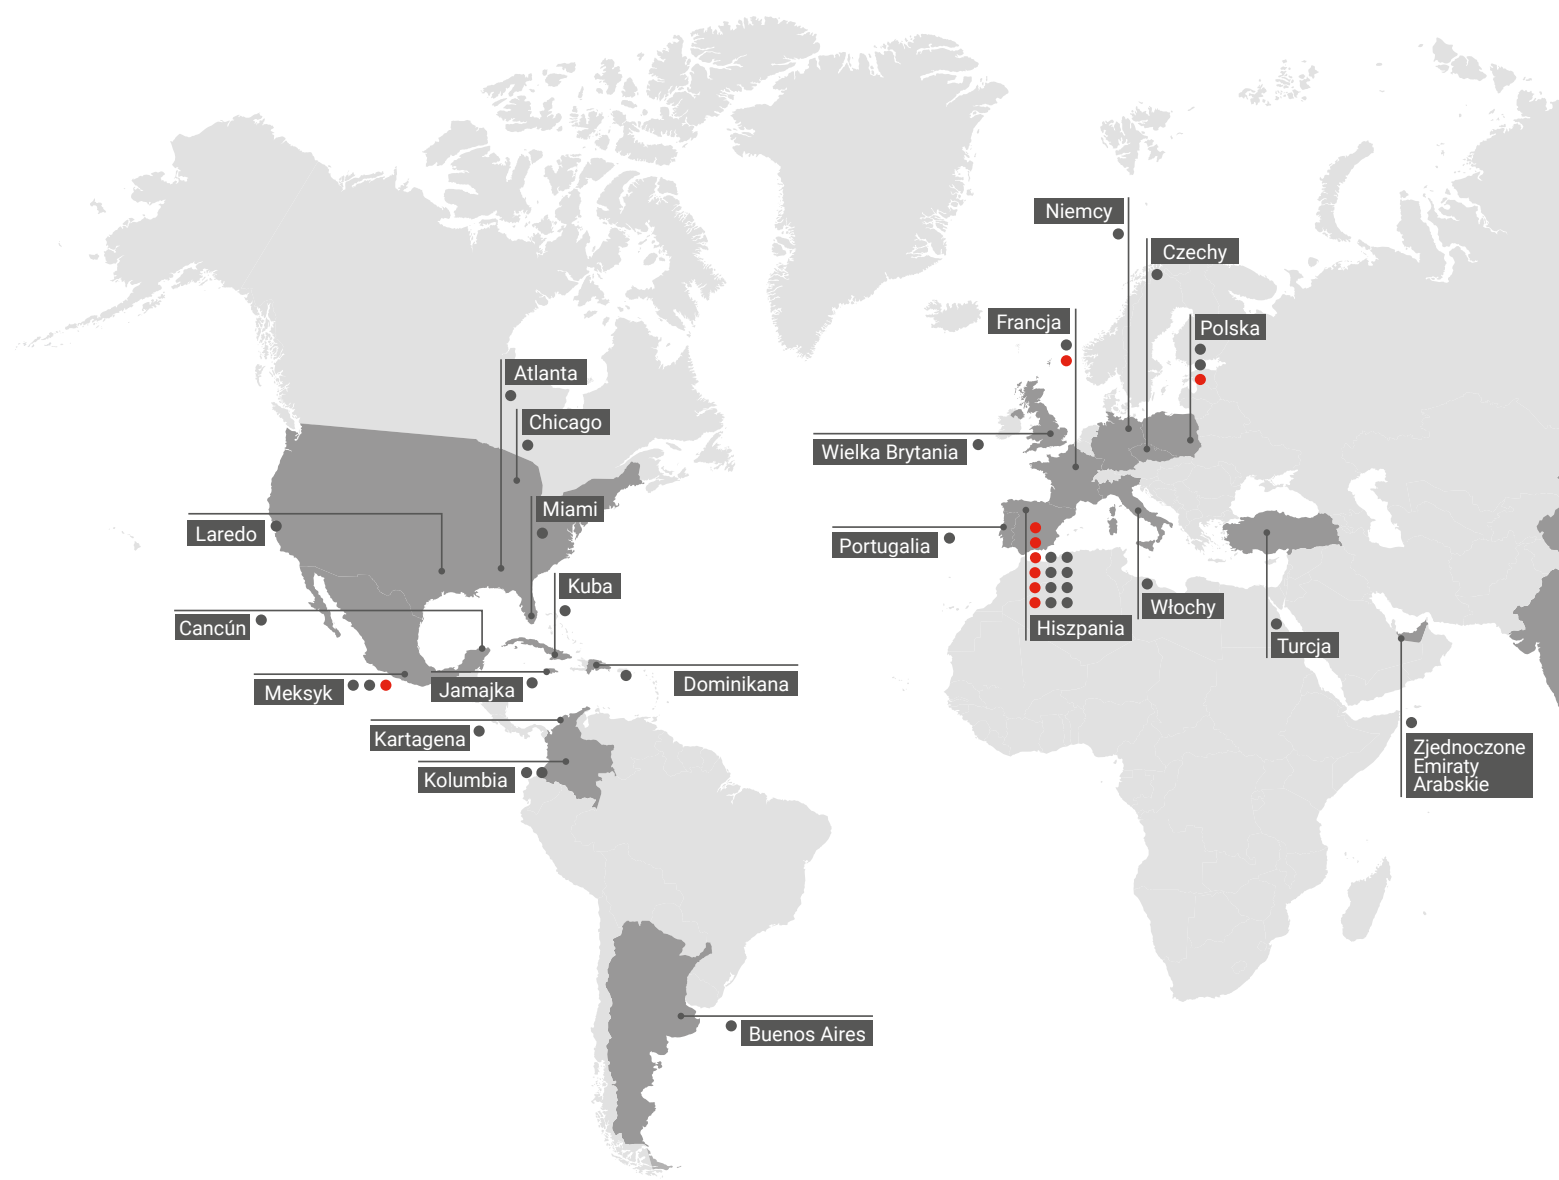 Niemcy
Czechy
Francja
Polska
Atlanta
Chicago
Wielka Brytania
Miami
Laredo
Portugalia
Kuba
Włochy
Cancún
Hiszpania
Turcja
Meksyk
Jamajka
Dominikana
Kartagena
Zjednoczone
Emiraty
Arabskie
Kolumbia
Buenos Aires